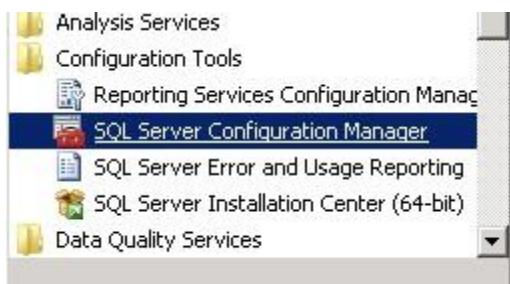 Analysis Services
Configuration Tools
Reporting Services Configuration Manag
SQL Server Configuration Manager
SQL Server Error and Usage Reporting
SQL Server Installation Center (64-bit)
Data Quality Services